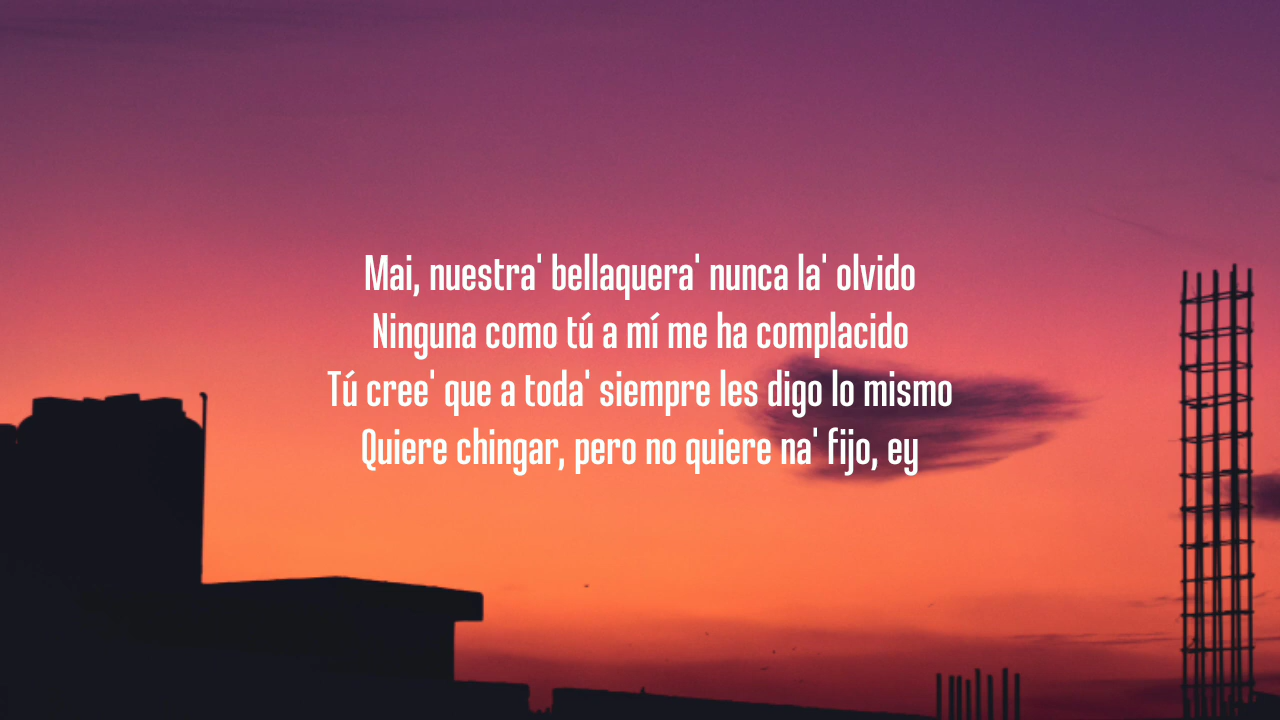 Mai, nuestra' bellaquera' nunca la' olvido
Ninguna como tú a mí me ha complacido
Tú cree' que a toda' siempre les digo lo mismo
Quiere chingar, pero no quiere na' fijo, ey